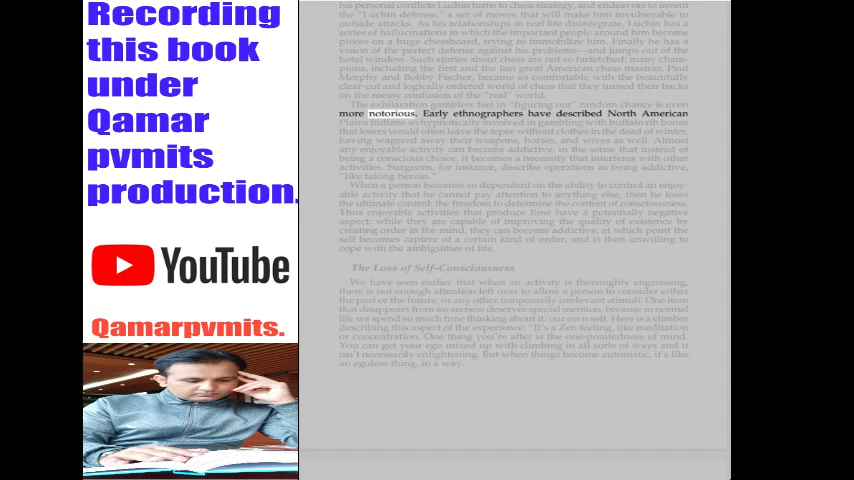 Recording
this book
under
Qamar
pvmits
production.
YouTube
Qamarpvmits.
his personal conflicts Luchin turns to chess strategy, and endeavors to invent
the "Luchin defense," a set of moves that will make him invulnerable to
outside attacks. As his relationships in real life disintegrate, Luchin has a
series of hallucinations in which the important people around him become
pieces on a huge chessboard, trying to immobilize him. Finally he has a
vision of the perfect defense against his problems—and jumps out of the
hotel window. Such stories about chess are not so farfetched; many cham-
pions, including the first and the last great American chess masters, Paul
Morphy and Bobby Fischer, became so comfortable with the beautifully
clear-cut and logically ordered world of chess that they turned their backs
on the messy confusion of the "real" world.
The exhilaration gamblers feel in "figuring out" random chance is even
more notorious. Early ethnographers have described North American
Plains Indians so hypnotically involved in gambling with buffalo rib bones
that losers would often leave the tepee without clothes in the dead of winter,
having wagered away their weapons, horses, and wives as well. Almost
any enjoyable activity can become addictive, in the sense that instead of
being a conscious choice, it becomes a necessity that interferes with other
activities. Surgeons, for instance, describe operations as being addictive,
"like taking heroin."
When a person becomes so dependent on the ability to control an enjoy-
able activity that he cannot pay attention to anything else, then he loses
the ultimate control: the freedom to determine the content of consciousness.
Thus enjoyable activities that produce flow have a potentially negative
aspect: while they are capable of improving the quality of existence by
creating order in the mind, they can become addictive, at which point the
self becomes captive of a certain kind of order, and is then unwilling to
cope with the ambiguities of life.
The Loss of Self-Consciousness
We have seen earlier that when an activity is thoroughly engrossing,
there is not enough attention left over to allow a person to consider either
the past or the future, or any other temporarily irrelevant stimuli. One item
that disappears from awareness deserves special mention, because in normal
life we spend so much time thinking about it: our own self. Here is a climber
describing this aspect of the experience: "It's a Zen feeling, like meditation
or concentration. One thing you're after is the one-pointedness of mind.
You can get your ego mixed up with climbing in all sorts of ways and it
isn't necessarily enlightening. But when things become automatic, it's like
an egoless thing, in a way.